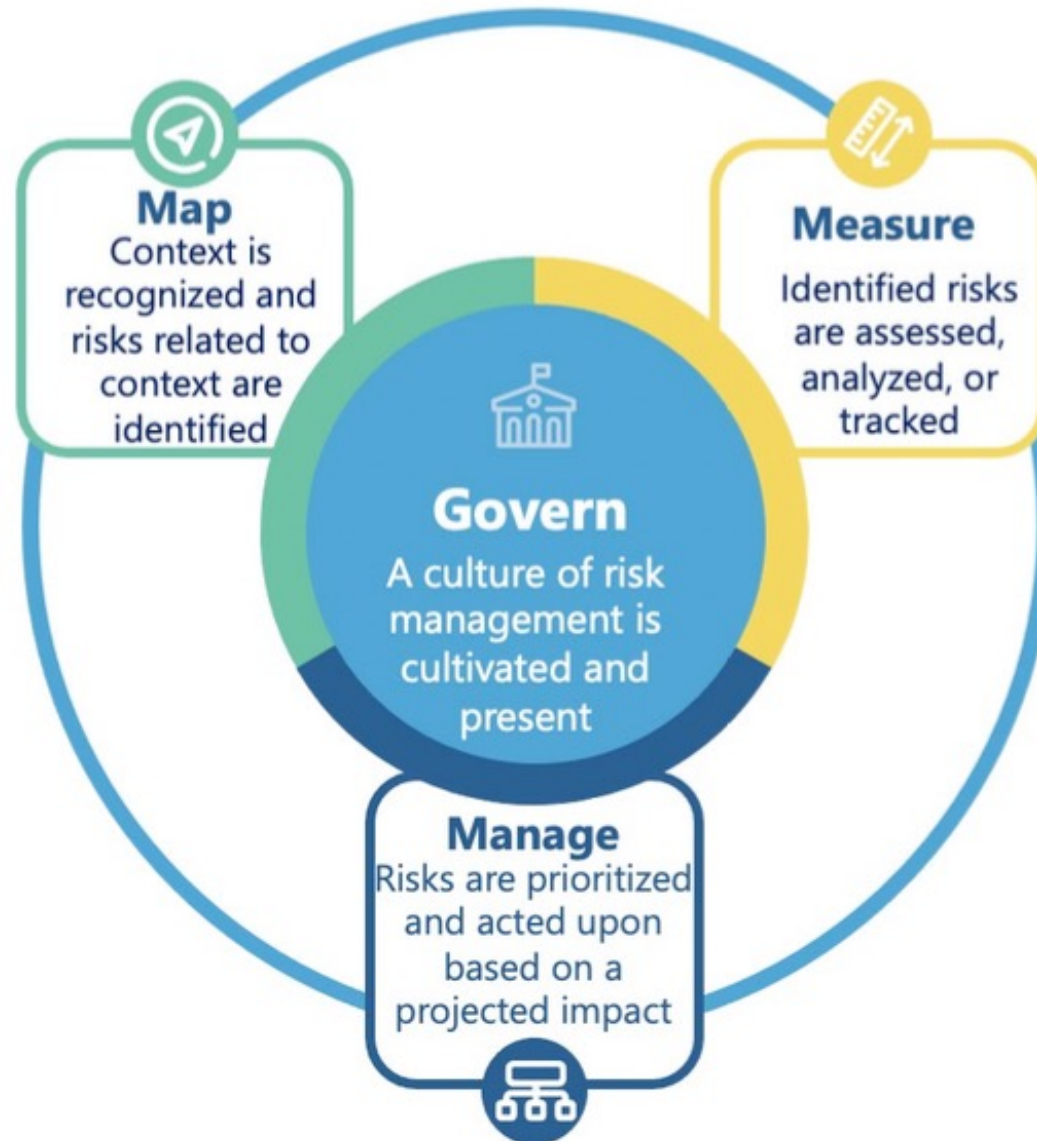 Map
Context is
recognized and
risks related to
context are
identified
Measure
Identified risks
are assessed,
analyzed, or
tracked
Govern
A culture of risk
management is
cultivated and
present
Manage
Risks are prioritized
and acted upon
based on a
projected impact